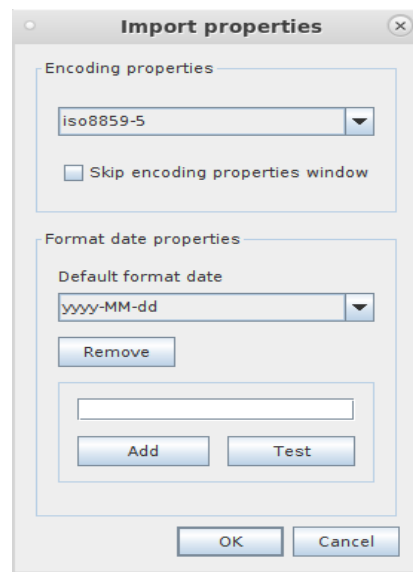 Import properties
Encoding properties
iso8859-5
Skip encoding properties window
Format date properties
Default format date
yyyy-MM-dd
Remove
Add Test
OK Cancel